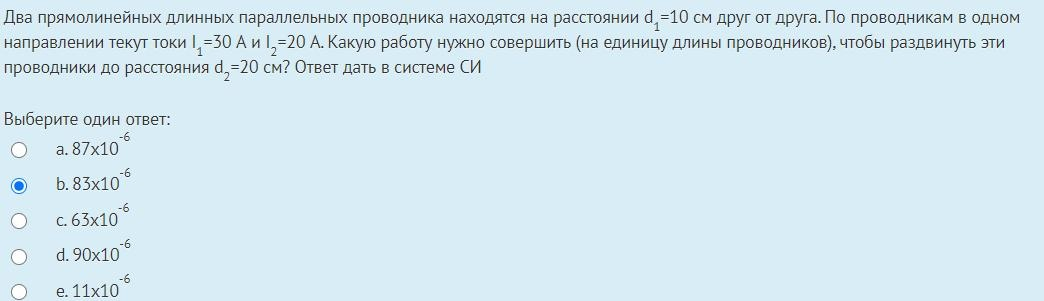 Два прямолинейных длинных параллельных проводника находятся на расстоянии d₁=10 см друг от друга. По проводникам в одном
направлении текут токи I₁=30 А и I₂=20 А. Какую работу нужно совершить (на единицу длины проводников), чтобы раздвинуть эти
проводники до расстояния d₂=20 см? Ответ дать в системе СИ
Выберите один ответ:
a. 87x10⁻⁶
b. 83x10⁻⁶
c. 63x10⁻⁶
d. 90x10⁻⁶
e. 11x10⁻⁶